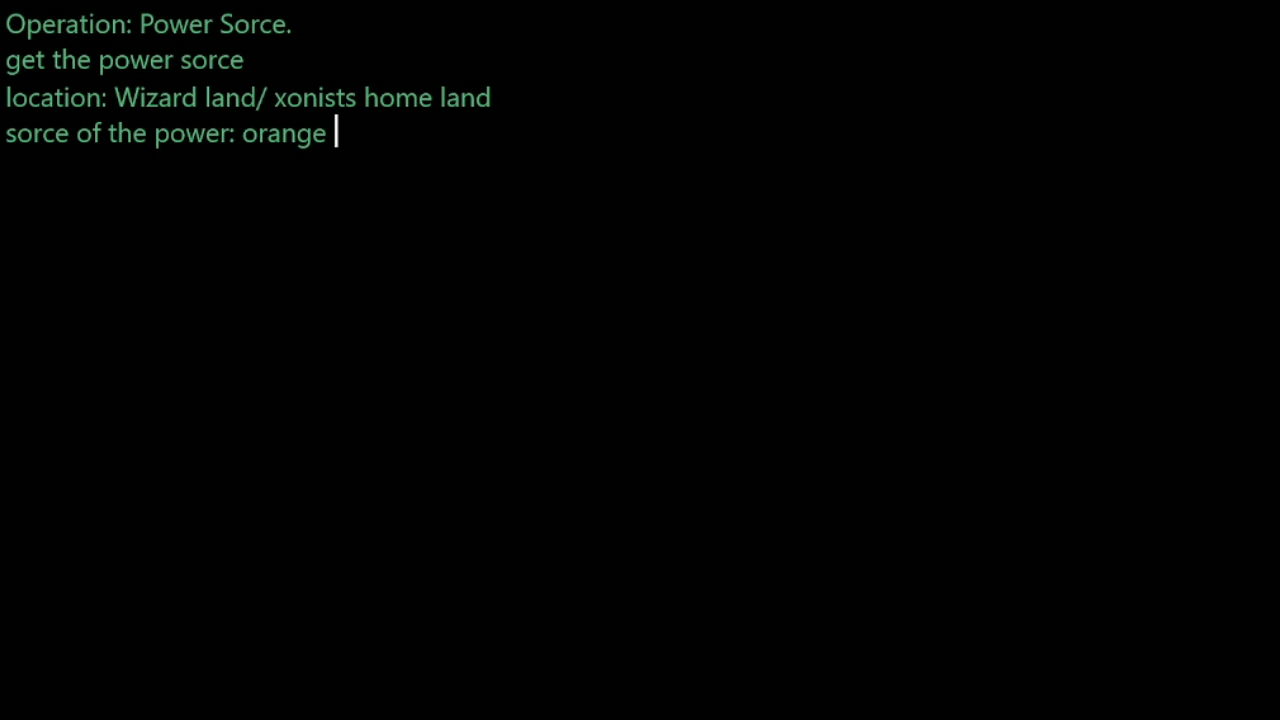 Operation: Power Sorce.
get the power sorce
location: Wizard land/ xonists home land
sorce of the power: orange